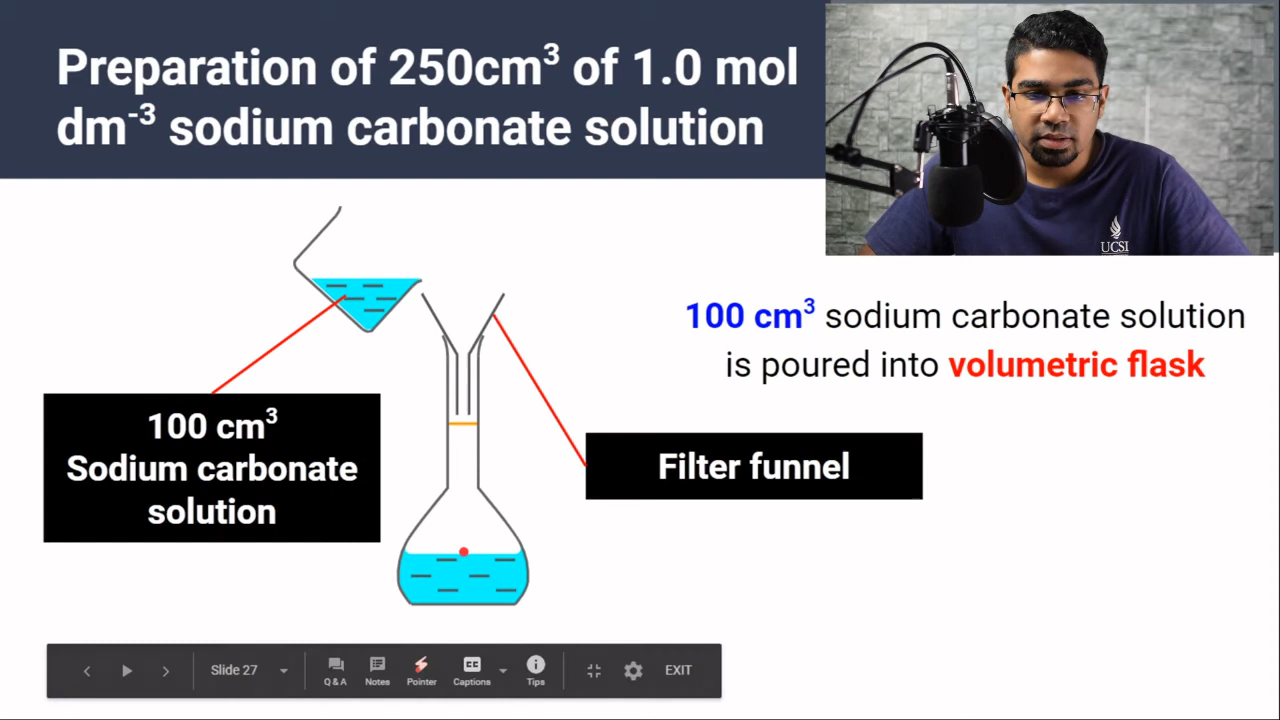 Preparation of 250cm³ of 1.0 mol
dm⁻³ sodium carbonate solution
UCSI
100 cm³ sodium carbonate solution
is poured into volumetric flask
100 cm³
Sodium carbonate
solution
Filter funnel
Slide 27
Q & A
Notes
Pointer
CC
Captions
Tips
EXIT